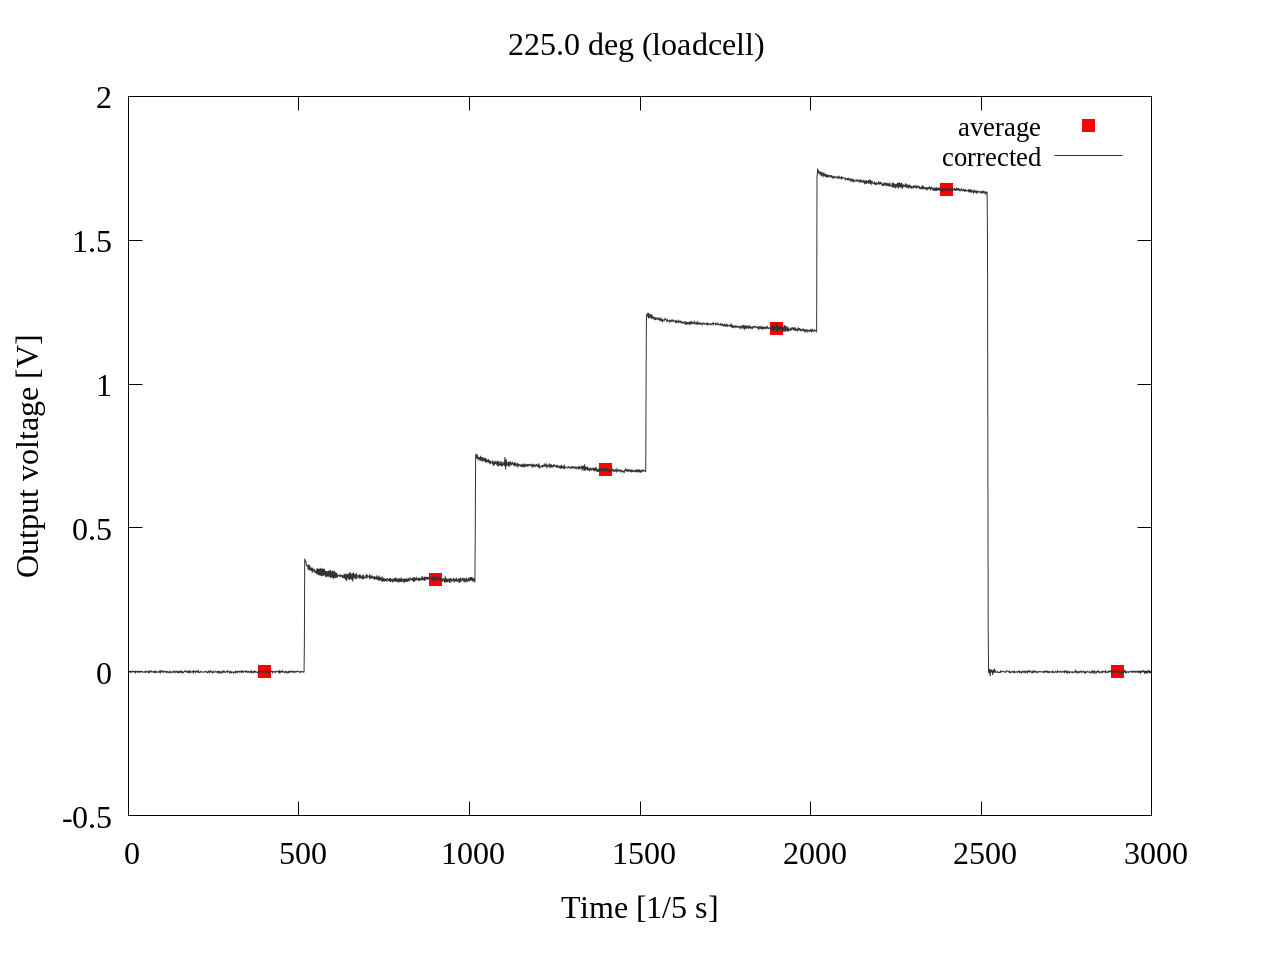 225.0 deg (loadcell)
average
corrected
2
1.5
1
0.5
0
-0.5
Output voltage [V]
0 500 1000 1500 2000 2500 3000
Time [1/5 s]